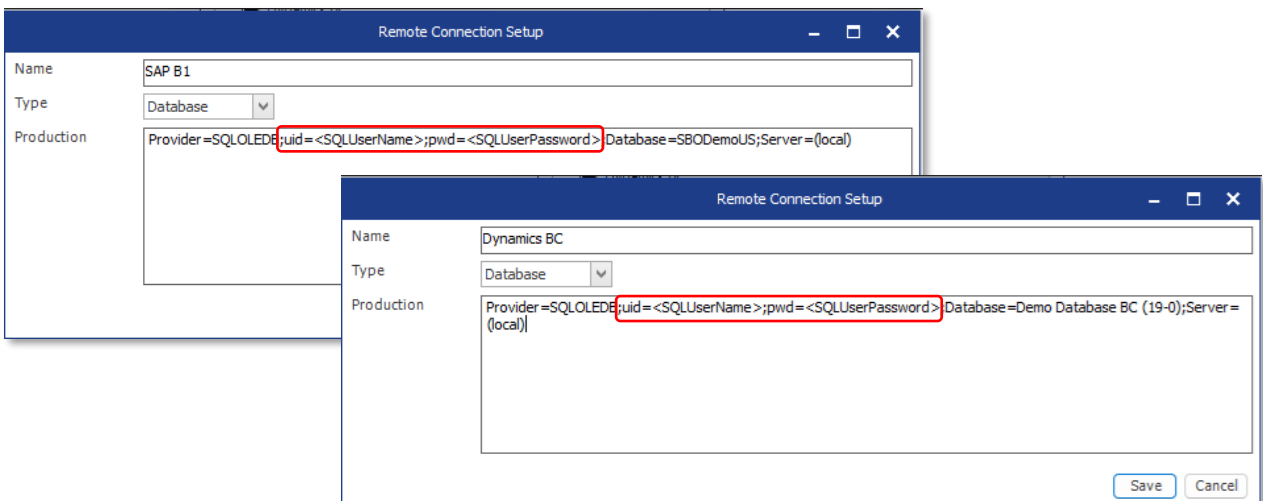 Remote Connection Setup
Name
SAP B1
Type
Database
Production
Provider=SQLOLEDB;uid=<SQLUserName>;pwd=<SQLUserPassword>;Database=SBODemoUS;Server=(local)
Remote Connection Setup
Name
Dynamics BC
Type
Database
Production
Provider=SQLOLEDB;uid=<SQLUserName>;pwd=<SQLUserPassword>;Database=Demo Database BC (19-0);Server=
(local)
Save
Cancel